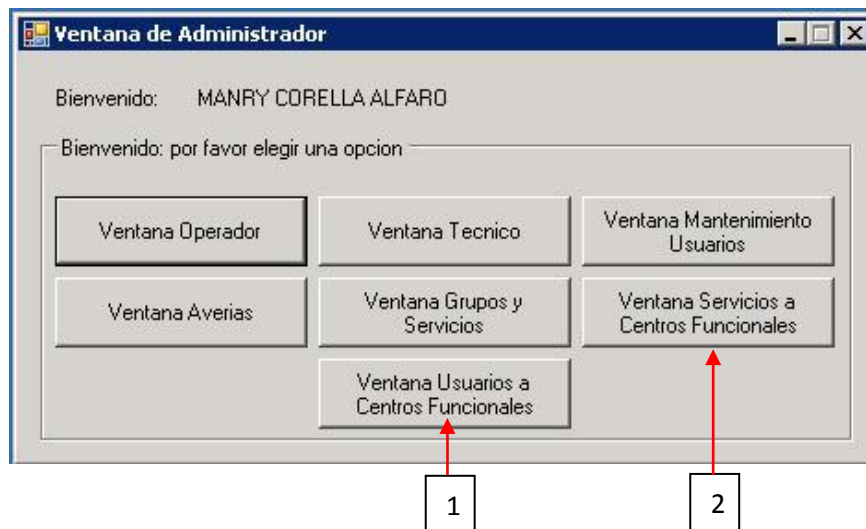 Ventana de Administrador
Bienvenido: MANRY CORELLA ALFARO
Bienvenido: por favor elegir una opcion
Ventana Operador
Ventana Tecnico
Ventana Mantenimiento
Usuarios
Ventana Averias
Ventana Grupos y
Servicios
Ventana Servicios a
Centros Funcionales
Ventana Usuarios a
Centros Funcionales
1
2